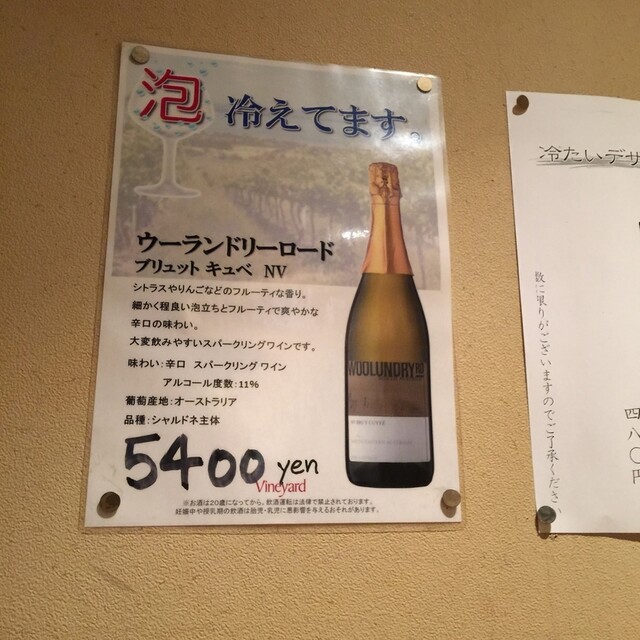 泡 冷えてます。
ウーランドリーロード
ブリュット キュベ NV
シトラスやりんごなどのフルーティな香り。
細かく程良い泡立ちとフルーティで爽やかな
辛口の味わい。
大変飲みやすいスパークリングワインです。
味わい：辛口 スパークリング ワイン
アルコール度数：11%
葡萄産地：オーストラリア
品種：シャルドネ主体
5400 yen
Vineyard
※お酒は20歳になってから。飲酒運転は法律で禁止されております。
妊娠中や授乳期の飲酒は胎児・乳児に悪影響を与えるおそれがあります。
WOOLUNDRY RD
冷たいデザ
数に限りがございますのでご了承ください
四八〇円